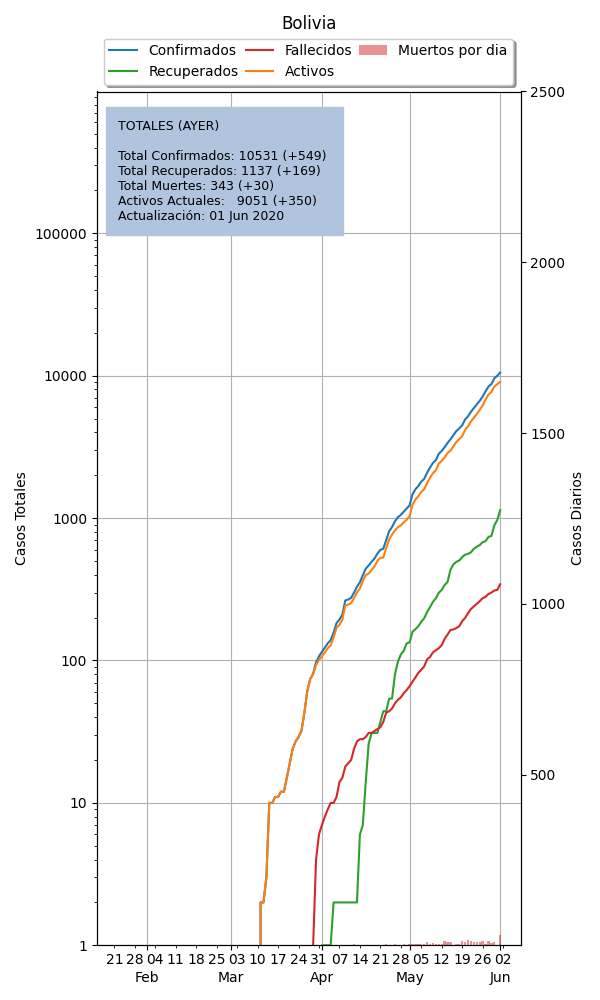 Bolivia
Confirmados
Recuperados
Fallecidos
Activos
Muertos por dia
TOTALES (AYER)
Total Confirmados: 10531 (+549)
Total Recuperados: 1137 (+169)
Total Muertes: 343 (+30)
Activos Actuales: 9051 (+350)
Actualización: 01 Jun 2020
Casos Totales
100000
10000
1000
100
10
1
2500
2000
1500
1000
500
Casos Diarios
21 28 04 11 18 25 03 10 17 24 31 07 14 21 28 05 12 19 26 02
Feb Mar Apr May Jun